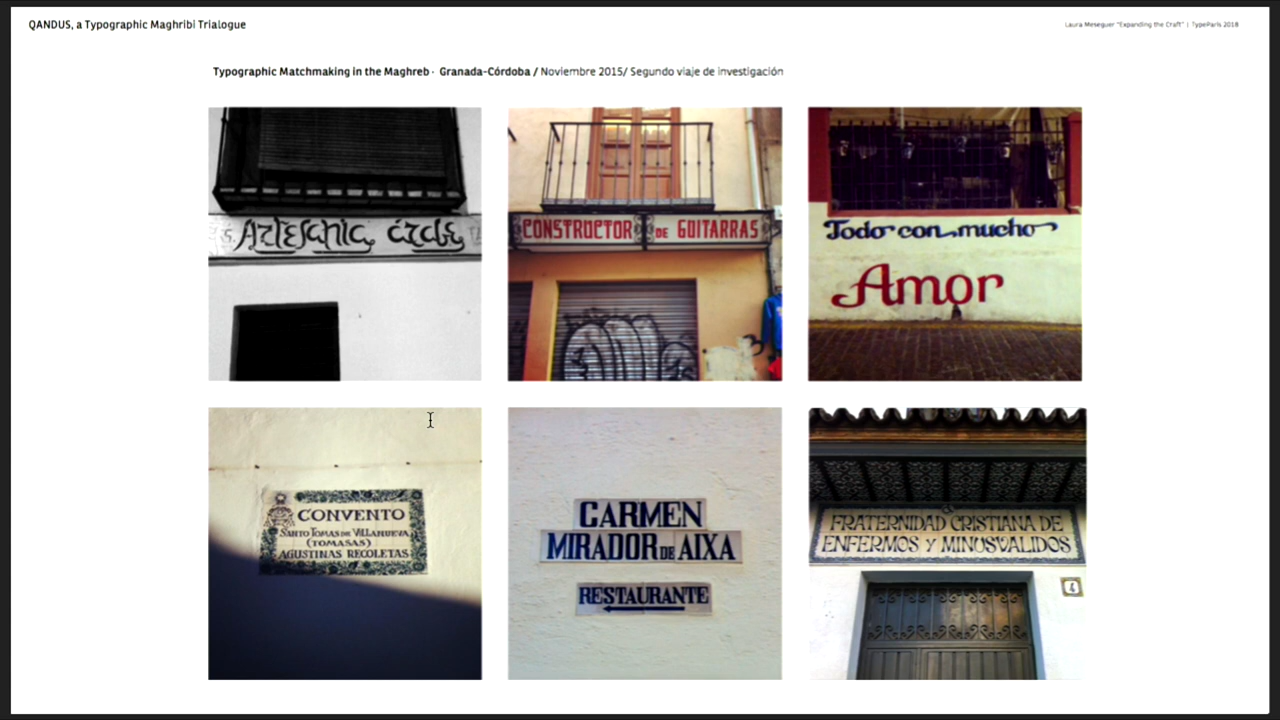 QANDUS, a Typographic Maghribi Trialogue
Laura Meseguer "Expanding the Craft" | TypeParis 2018
Typographic Matchmaking in the Maghreb · Granada-Córdoba / Noviembre 2015/ Segundo viaje de investigación
Artesania árabe
CONSTRUCTOR DE GUITARRAS
Todo con mucho
Amor
CONVENTO
SANTO TOMAS DE VILLANUEVA
(TOMASAS)
AGUSTINAS RECOLETAS
CARMEN
MIRADOR DE AIXA
RESTAURANTE
FRATERNIDAD CRISTIANA DE
ENFERMOS Y MINUSVALIDOS
4